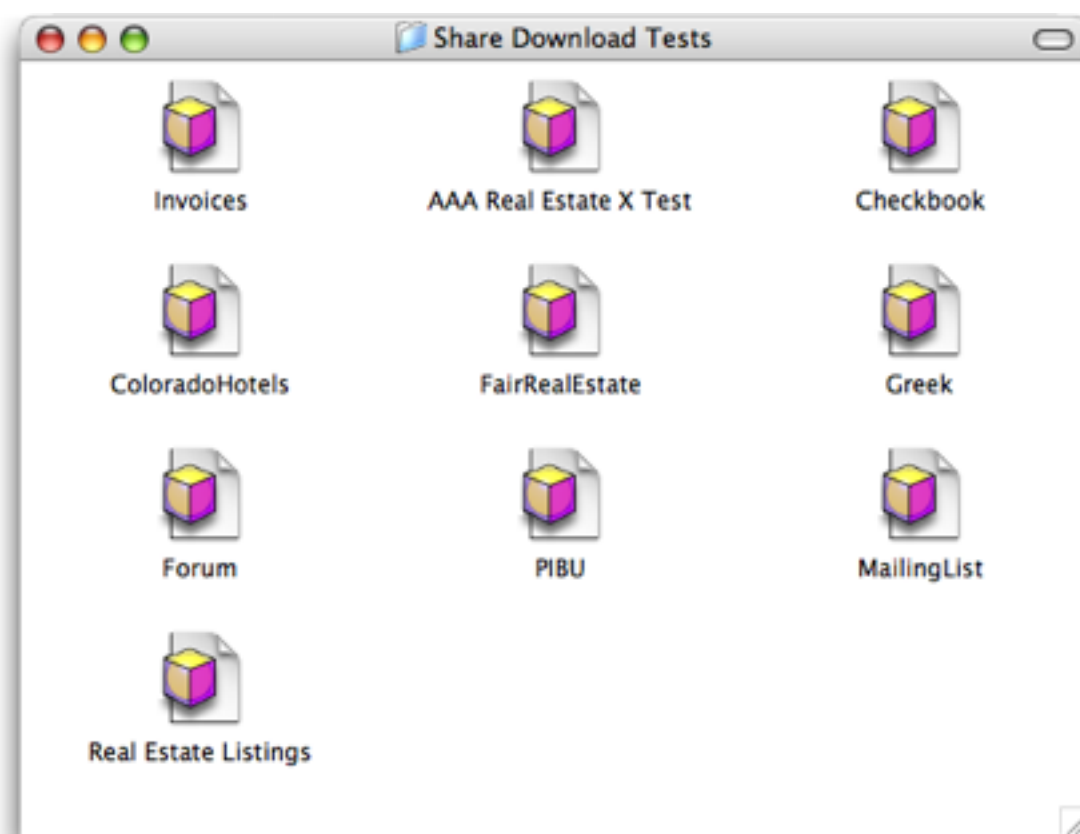 Share Download Tests
Invoices
AAA Real Estate X Test
Checkbook
ColoradoHotels
FairRealEstate
Greek
Forum
PIBU
MailingList
Real Estate Listings